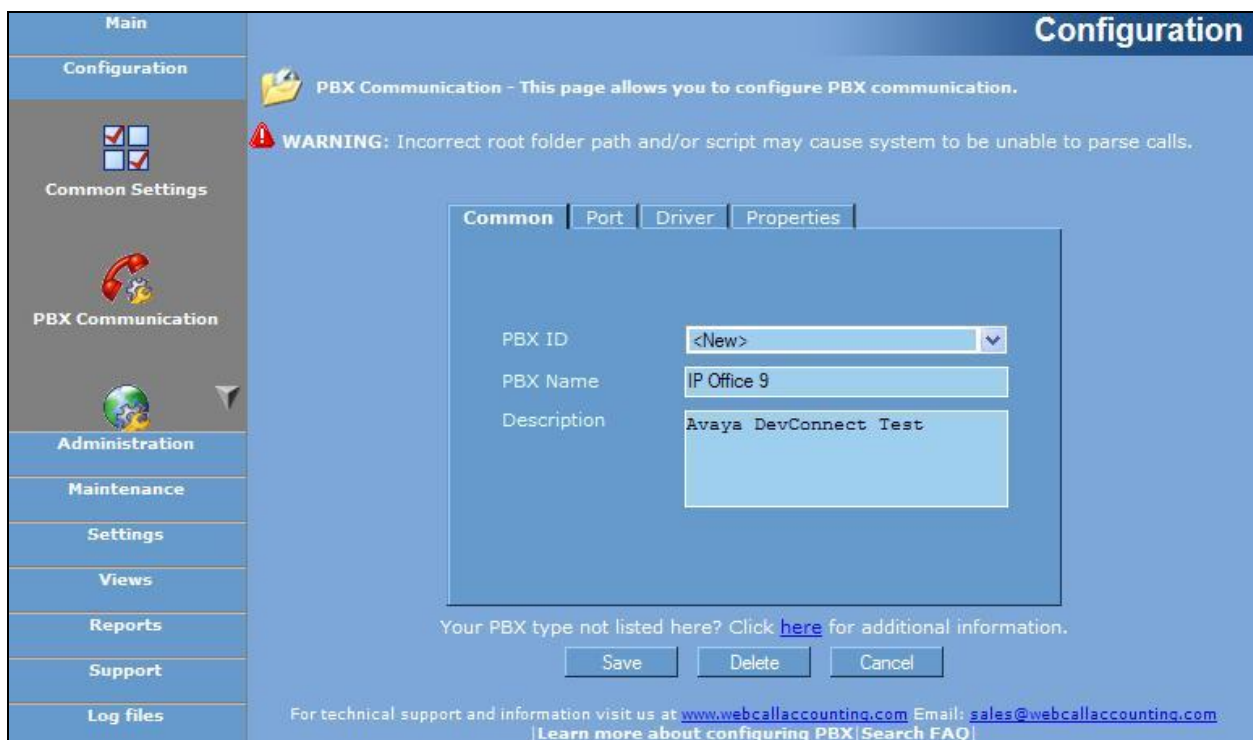 Main
Configuration
Common Settings
PBX Communication
Administration
Maintenance
Settings
Views
Reports
Support
Log files
Configuration
PBX Communication - This page allows you to configure PBX communication.
WARNING: Incorrect root folder path and/or script may cause system to be unable to parse calls.
Common Port Driver Properties
PBX ID <New>
PBX Name IP Office 9
Description Avaya DevConnect Test
Your PBX type not listed here? Click here for additional information.
Save Delete Cancel
For technical support and information visit us at www.webcallaccounting.com Email: sales@webcallaccounting.com
|Learn more about configuring PBX|Search FAQ|